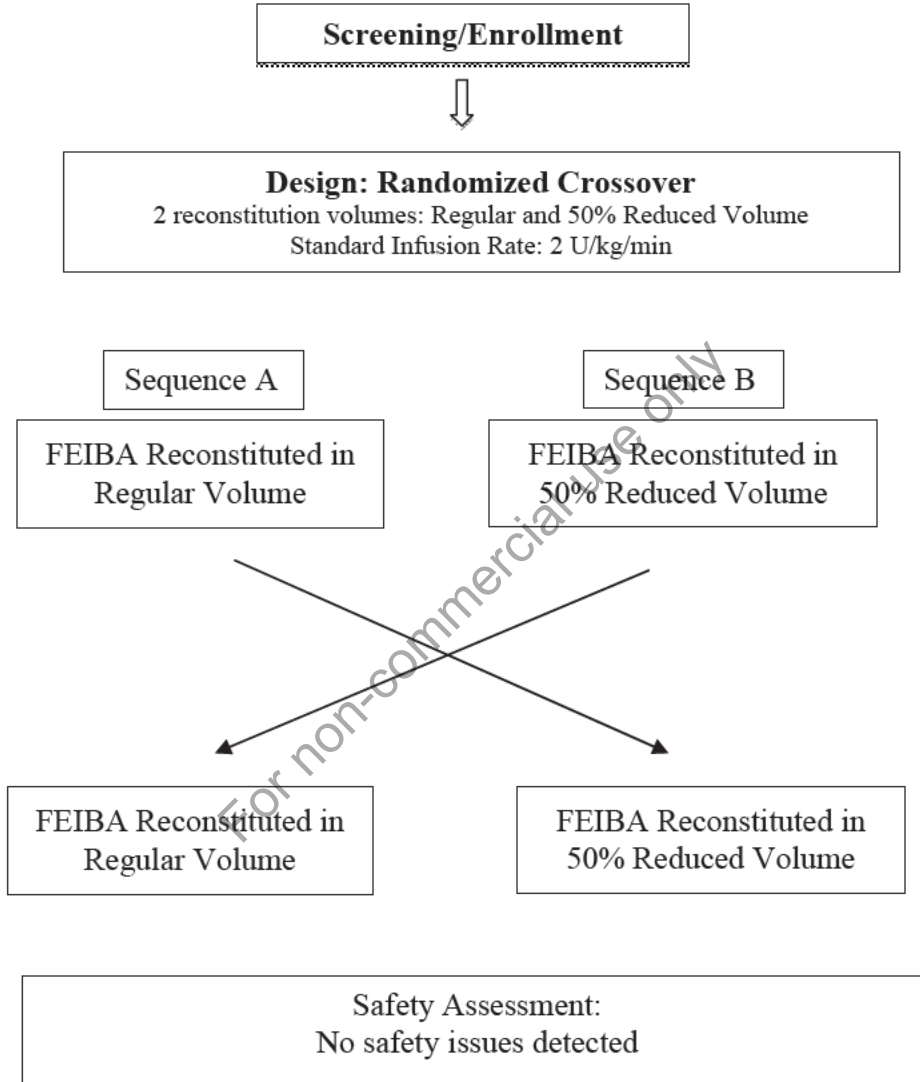 Screening/Enrollment
Design: Randomized Crossover
2 reconstitution volumes: Regular and 50% Reduced Volume
Standard Infusion Rate: 2 U/kg/min
Sequence A
Sequence B
FEIBA Reconstituted in
Regular Volume
FEIBA Reconstituted in
50% Reduced Volume
For non-commercial use only
FEIBA Reconstituted in
Regular Volume
FEIBA Reconstituted in
50% Reduced Volume
Safety Assessment:
No safety issues detected